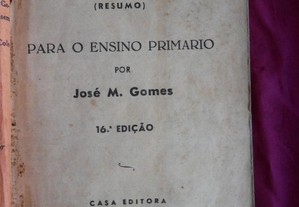 (RESUMO)
PARA O ENSINO PRIMARIO
POR
José M. Gomes
16.ª EDIÇÃO
CASA EDITORA